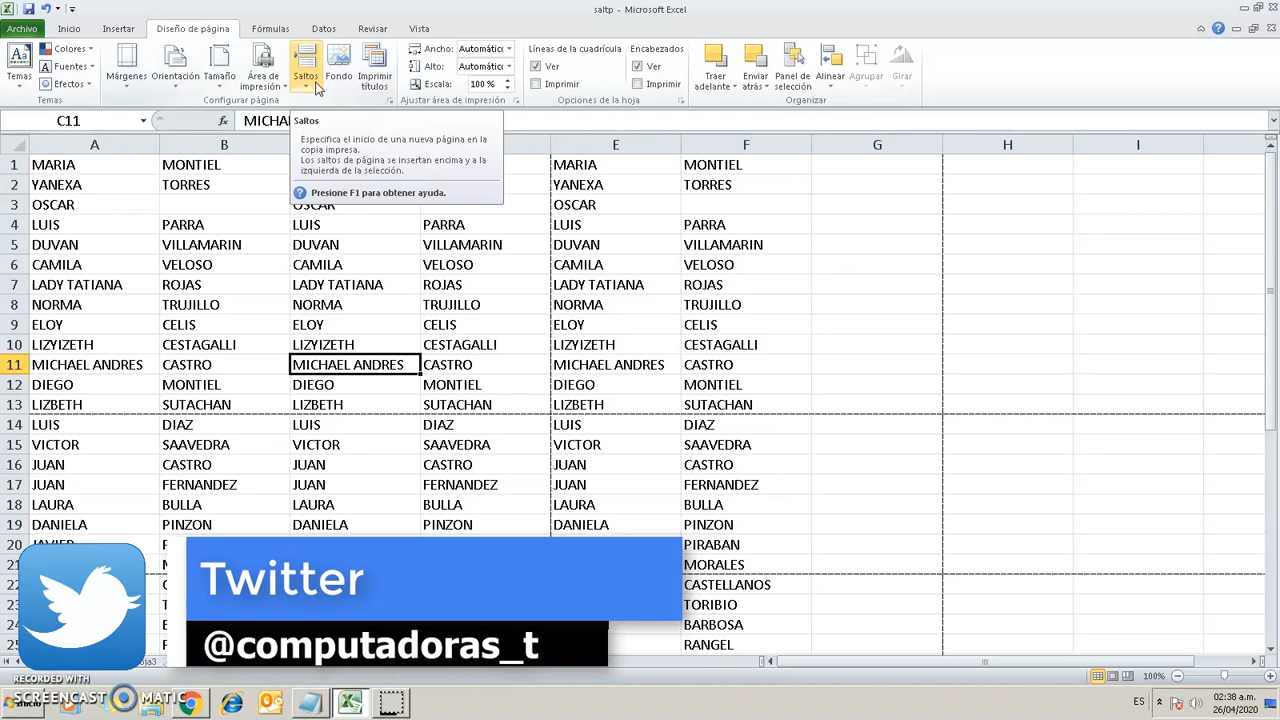 saltp - Microsoft Excel
Archivo Inicio Insertar Diseño de página Fórmulas Datos Revisar Vista
Colores Fuentes Efectos Temas
Temas
Márgenes Orientación Tamaño Área de impresión Saltos Fondo Imprimir títulos
Configurar página
Ancho: Automátic
Alto: Automátic
Escala: 100 %
Ajustar área de impresión
Líneas de la cuadrícula Encabezados
Ver Ver
Imprimir Imprimir
Opciones de la hoja
Traer adelante Enviar atrás Panel de selección Alinear Agrupar Girar
Organizar
C11 fx MICHA
Saltos
Especifica el inicio de una nueva página en la
copia impresa.
Los saltos de página se insertan encima y a la
izquierda de la selección.
Presione F1 para obtener ayuda.
A B E F G H I
1 MARIA MONTIEL MARIA MONTIEL
2 YANEXA TORRES YANEXA TORRES
3 OSCAR OSCAR OSCAR
4 LUIS PARRA LUIS PARRA LUIS PARRA
5 DUVAN VILLAMARIN DUVAN VILLAMARIN DUVAN VILLAMARIN
6 CAMILA VELOSO CAMILA VELOSO CAMILA VELOSO
7 LADY TATIANA ROJAS LADY TATIANA ROJAS LADY TATIANA ROJAS
8 NORMA TRUJILLO NORMA TRUJILLO NORMA TRUJILLO
9 ELOY CELIS ELOY CELIS ELOY CELIS
10 LIZYIZETH CESTAGALLI LIZYIZETH CESTAGALLI LIZYIZETH CESTAGALLI
11 MICHAEL ANDRES CASTRO MICHAEL ANDRES CASTRO MICHAEL ANDRES CASTRO
12 DIEGO MONTIEL DIEGO MONTIEL DIEGO MONTIEL
13 LIZBETH SUTACHAN LIZBETH SUTACHAN LIZBETH SUTACHAN
14 LUIS DIAZ LUIS DIAZ LUIS DIAZ
15 VICTOR SAAVEDRA VICTOR SAAVEDRA VICTOR SAAVEDRA
16 JUAN CASTRO JUAN CASTRO JUAN CASTRO
17 JUAN FERNANDEZ JUAN FERNANDEZ JUAN FERNANDEZ
18 LAURA BULLA LAURA BULLA LAURA BULLA
19 DANIELA PINZON DANIELA PINZON DANIELA PINZON
20 JAVIER PIRABAN
21 MORALES
CASTELLANOS
TORIBIO
BARBOSA
RANGEL
Twitter
@computadoras_t
100%
RECORDED WITH
SCREENCAST MATIC
Inicio
ES 02:38 a.m.
26/04/2020